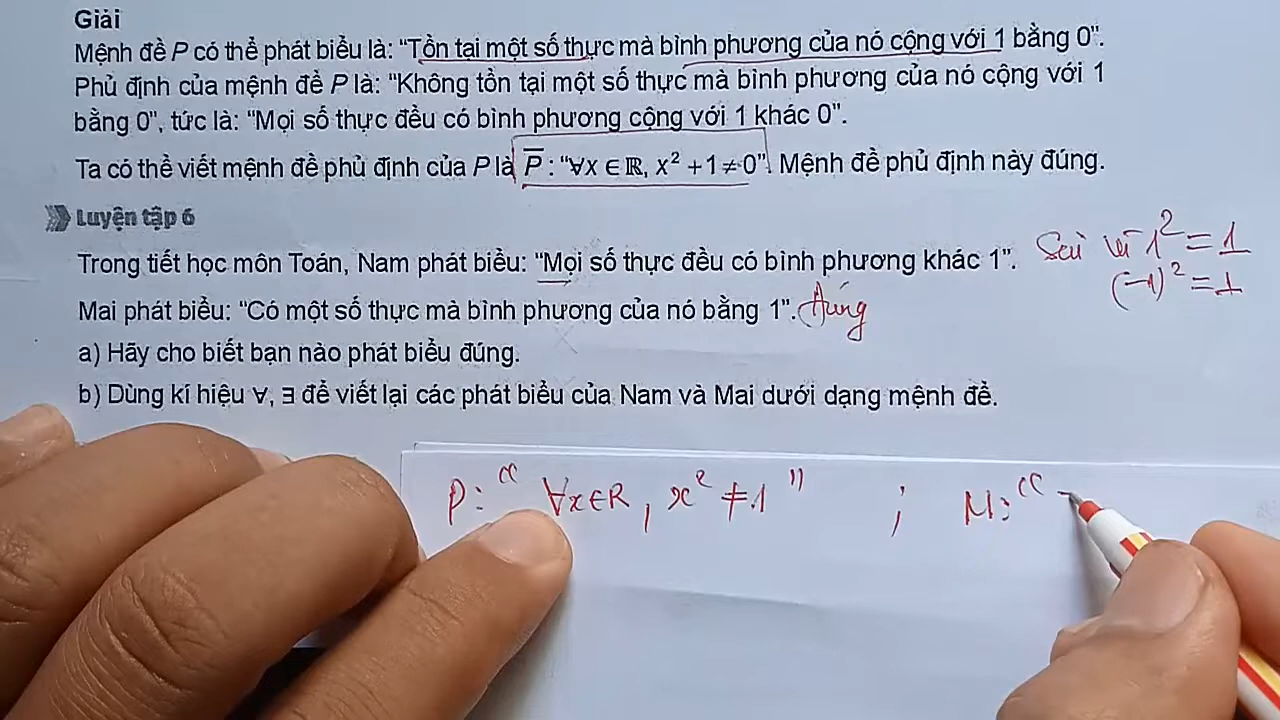 Giải
Mệnh đề P có thể phát biểu là: “Tồn tại một số thực mà bình phương của nó cộng với 1 bằng 0”.
Phủ định của mệnh đề P là: “Không tồn tại một số thực mà bình phương của nó cộng với 1
bằng 0”, tức là: “Mọi số thực đều có bình phương cộng với 1 khác 0”.
Ta có thể viết mệnh đề phủ định của P là P̅ : “∀x ∈ ℝ, x² + 1 ≠ 0”. Mệnh đề phủ định này đúng.
Luyện tập 6
Trong tiết học môn Toán, Nam phát biểu: “Mọi số thực đều có bình phương khác 1”. Sai vì 1² = 1
(-1)² = 1
Mai phát biểu: “Có một số thực mà bình phương của nó bằng 1”. Đúng
a) Hãy cho biết bạn nào phát biểu đúng.
b) Dùng kí hiệu ∀, ∃ để viết lại các phát biểu của Nam và Mai dưới dạng mệnh đề.
P: “∀x∈R, x² ≠ 1” ; M: “